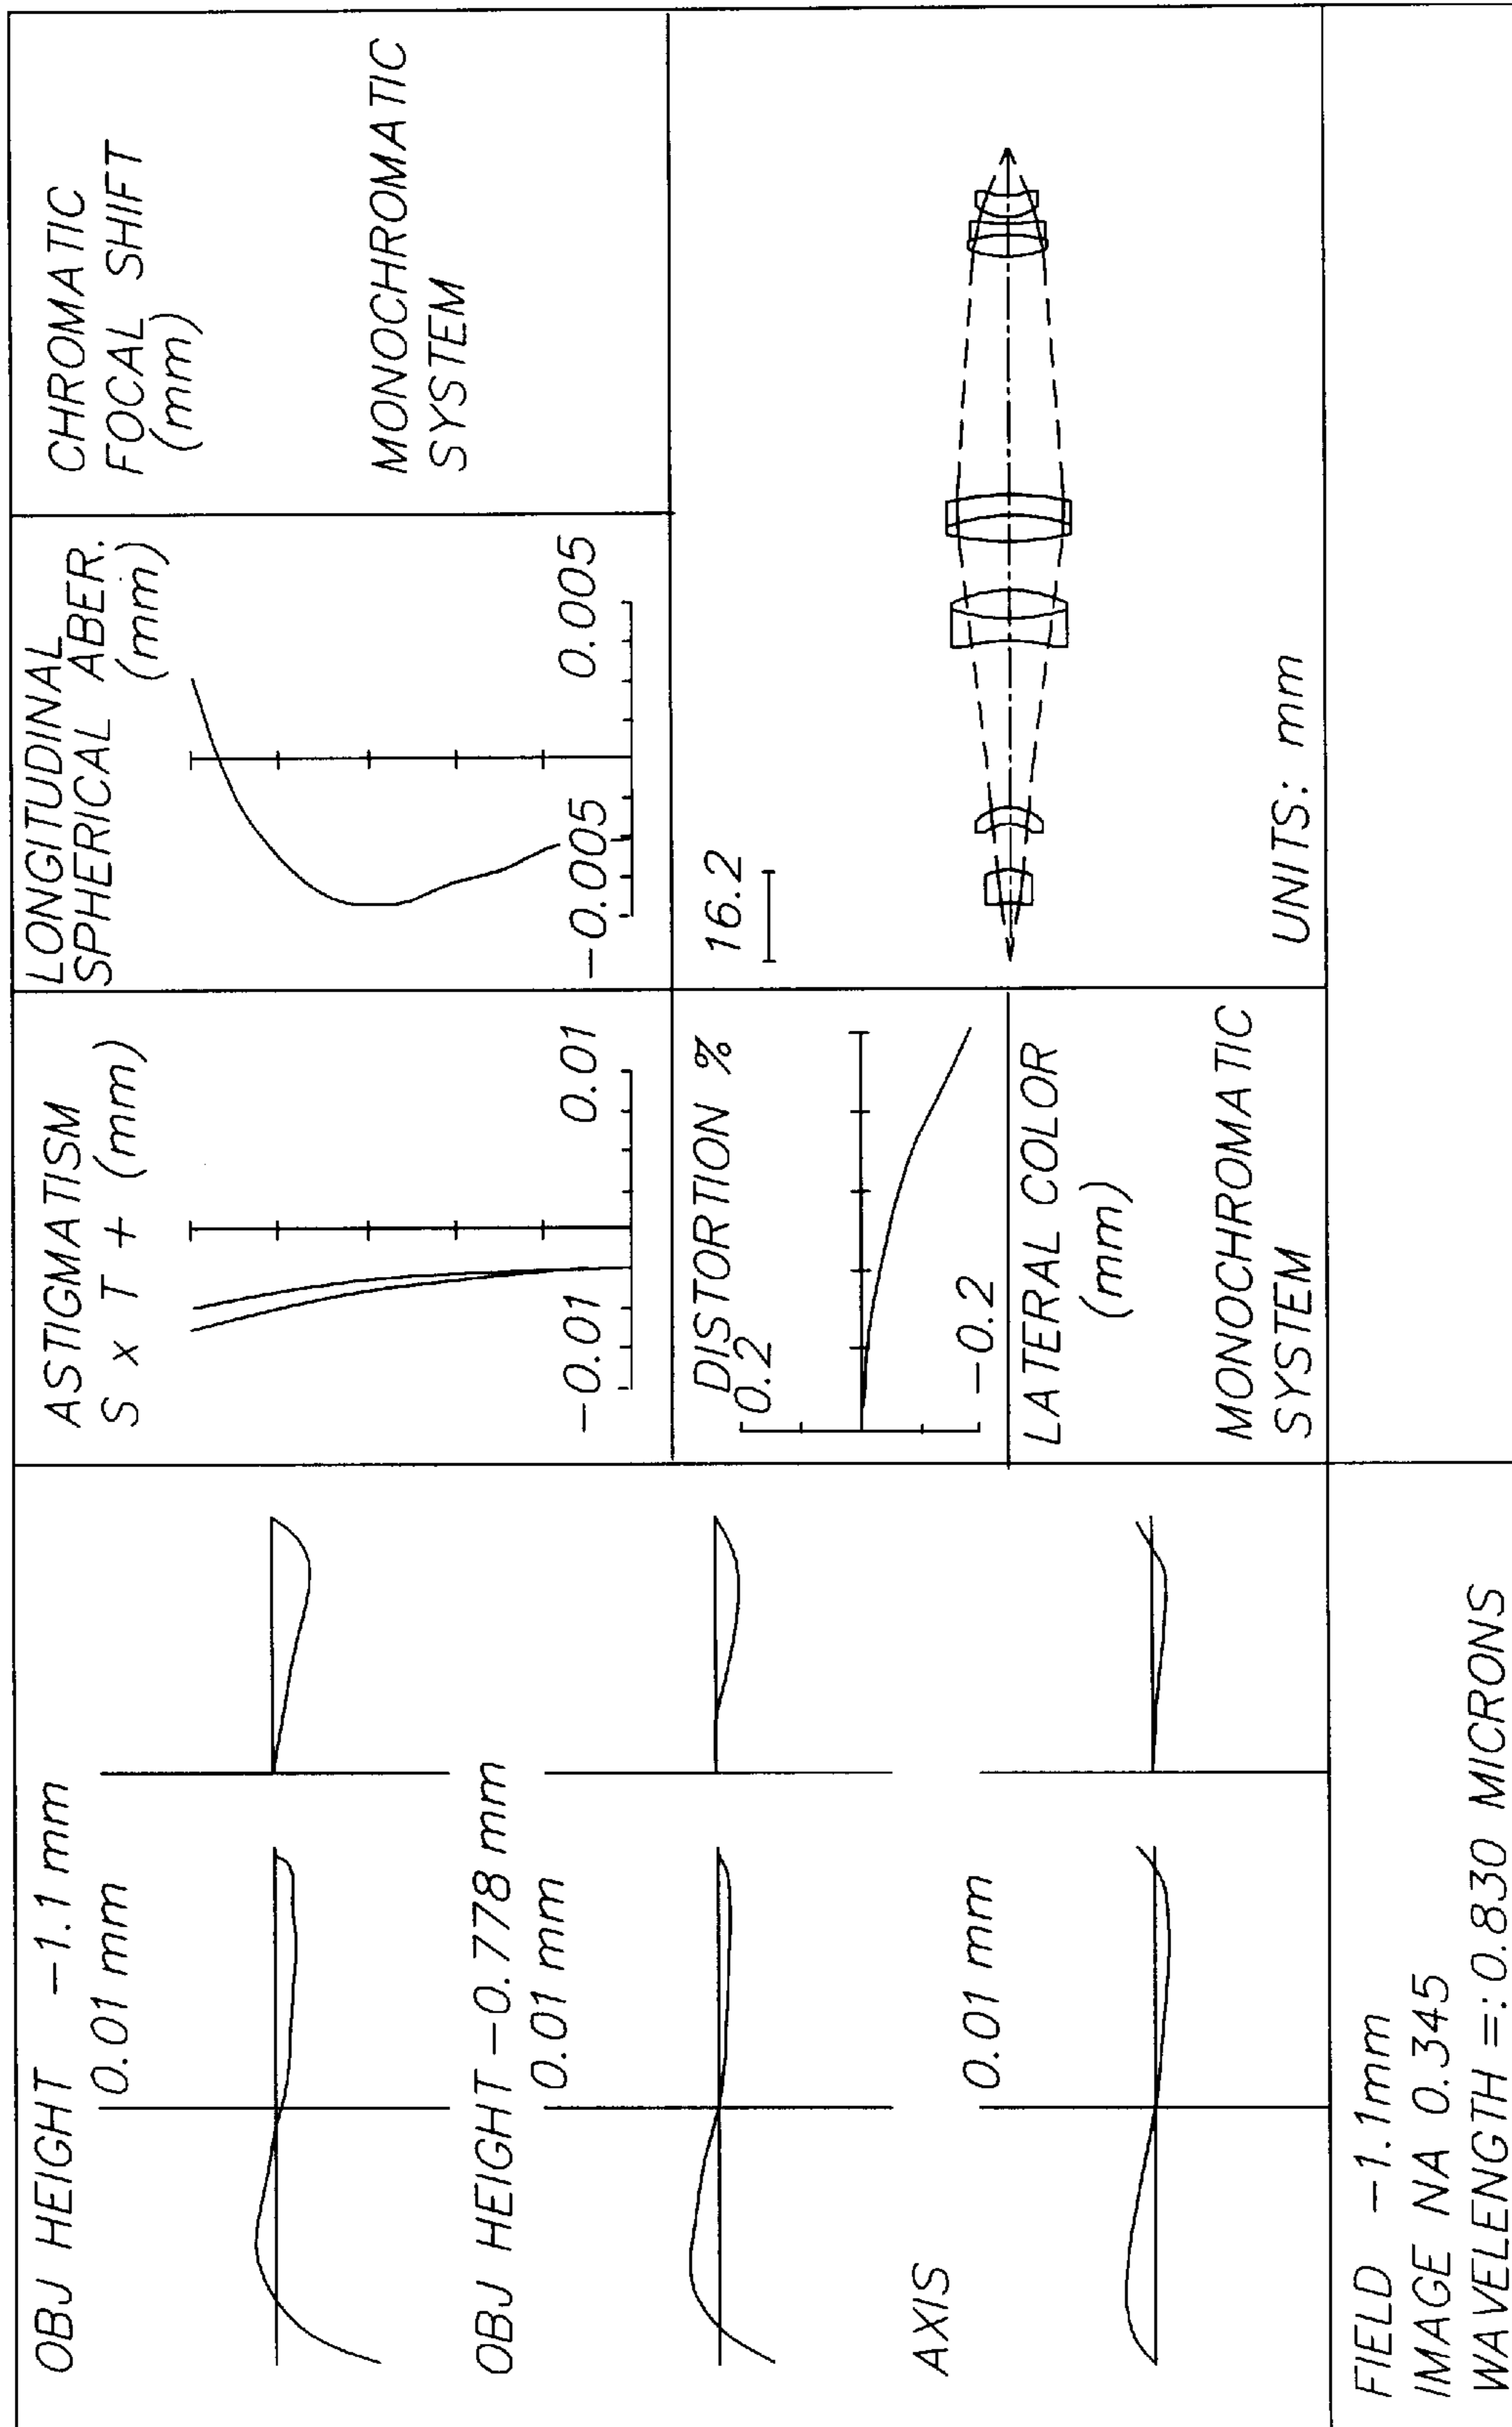 OBJ HEIGHT -1.1 mm
0.01 mm
OBJ HEIGHT -0.778 mm
0.01 mm
AXIS
0.01 mm
ASTIGMATISM
S x T + (mm)
-0.01
0.01
LONGITUDINAL
SPHERICAL ABER.
(mm)
-0.005
0.005
CHROMATIC
FOCAL SHIFT
(mm)
MONOCHROMATIC
SYSTEM
DISTORTION %
0.2
-0.2
LATERAL COLOR
(mm)
MONOCHROMATIC
SYSTEM
16.2
UNITS: mm
FIELD -1.1mm
IMAGE NA 0.345
WAVELENGTH =: 0.830 MICRONS